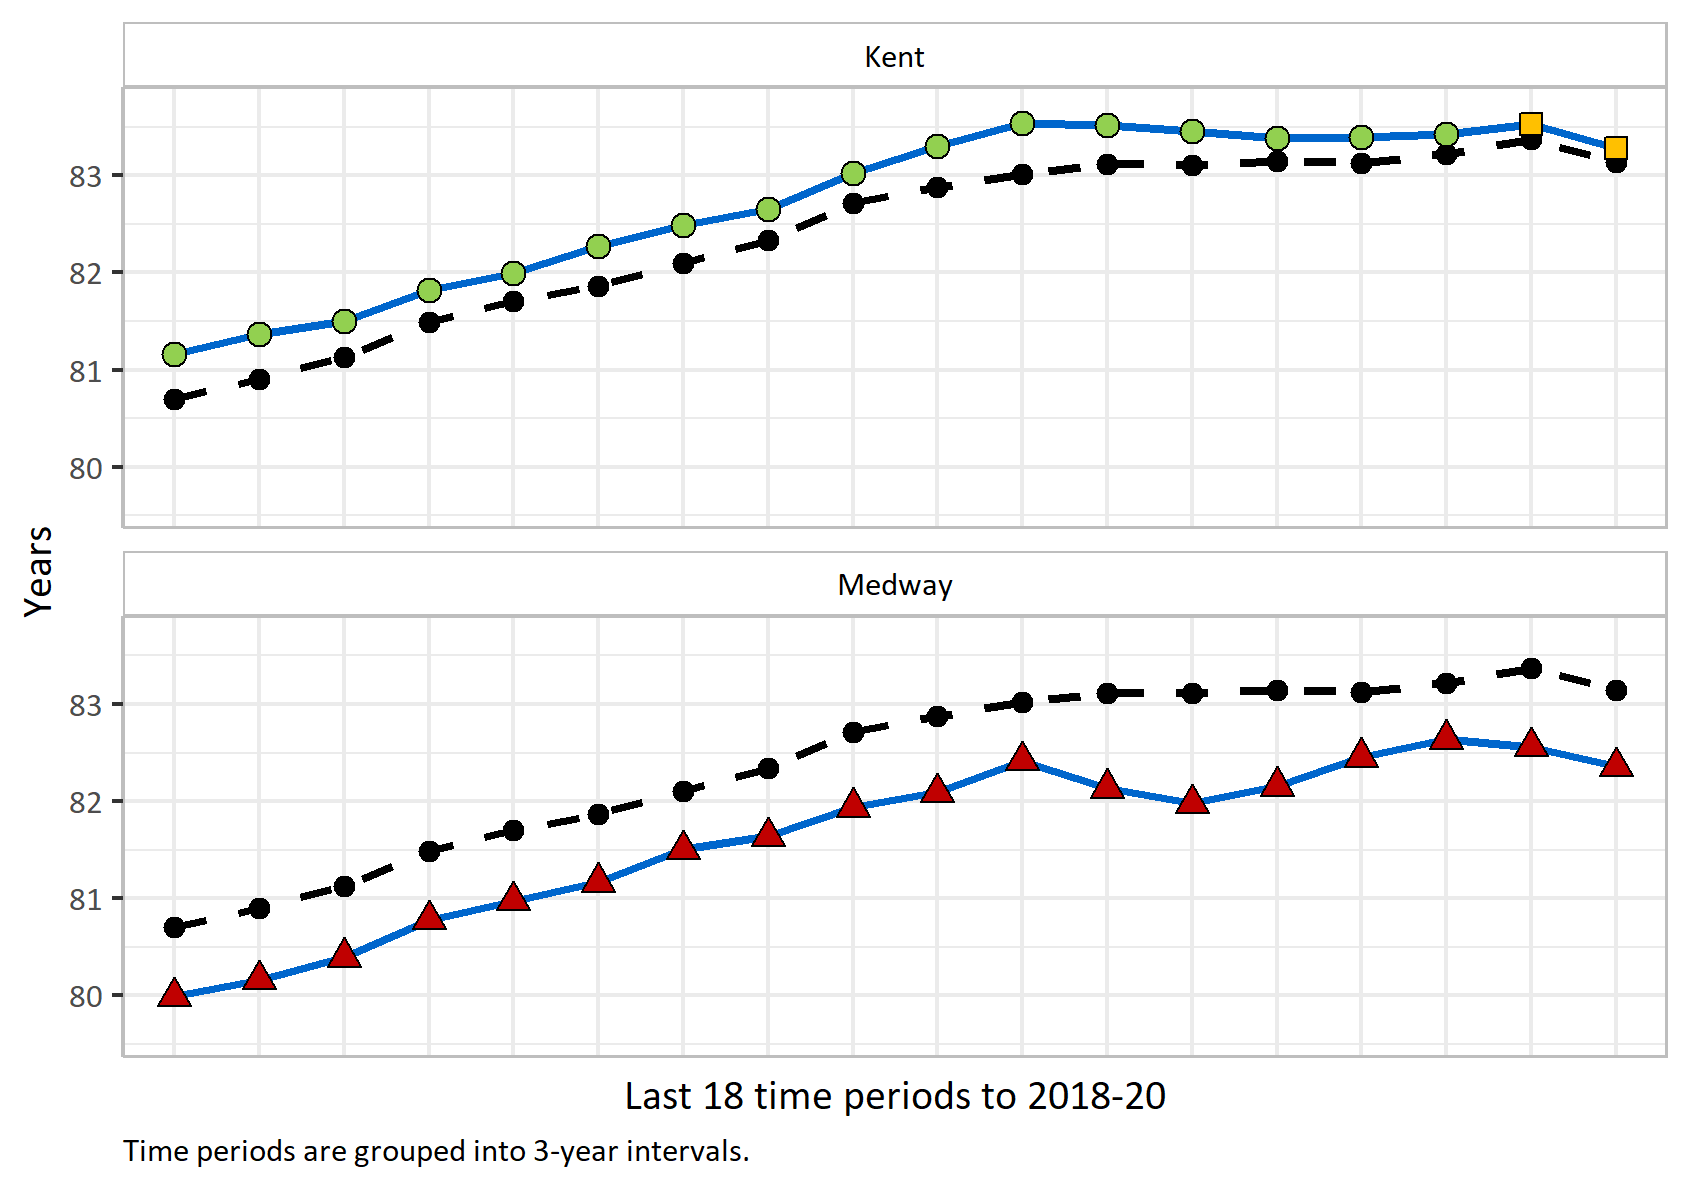 Kent
83
82
81
80
Years
Medway
83
82
81
80
Last 18 time periods to 2018-20
Time periods are grouped into 3-year intervals.